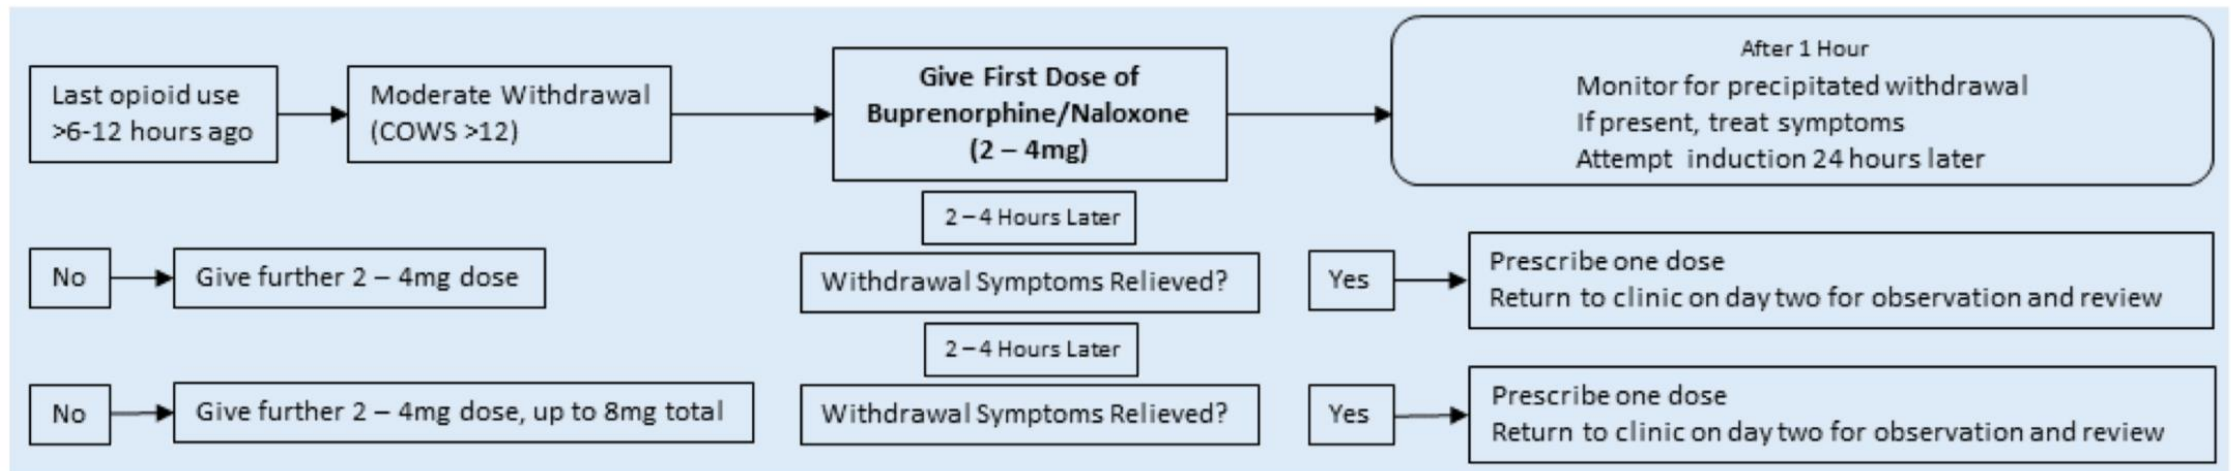 Last opioid use
>6-12 hours ago
Moderate Withdrawal
(COWS >12)
Give First Dose of
Buprenorphine/Naloxone
(2 – 4mg)
After 1 Hour
Monitor for precipitated withdrawal
If present, treat symptoms
Attempt induction 24 hours later
2 – 4 Hours Later
No
Give further 2 – 4mg dose
Withdrawal Symptoms Relieved?
Yes
Prescribe one dose
Return to clinic on day two for observation and review
2 – 4 Hours Later
No
Give further 2 – 4mg dose, up to 8mg total
Withdrawal Symptoms Relieved?
Yes
Prescribe one dose
Return to clinic on day two for observation and review